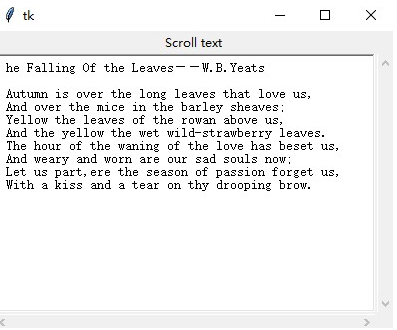 tk
Scroll text
he Falling Of the Leaves——W.B.Yeats
Autumn is over the long leaves that love us,
And over the mice in the barley sheaves;
Yellow the leaves of the rowan above us,
And the yellow the wet wild-strawberry leaves.
The hour of the waning of the love has beset us,
And weary and worn are our sad souls now;
Let us part,ere the season of passion forget us,
With a kiss and a tear on thy drooping brow.